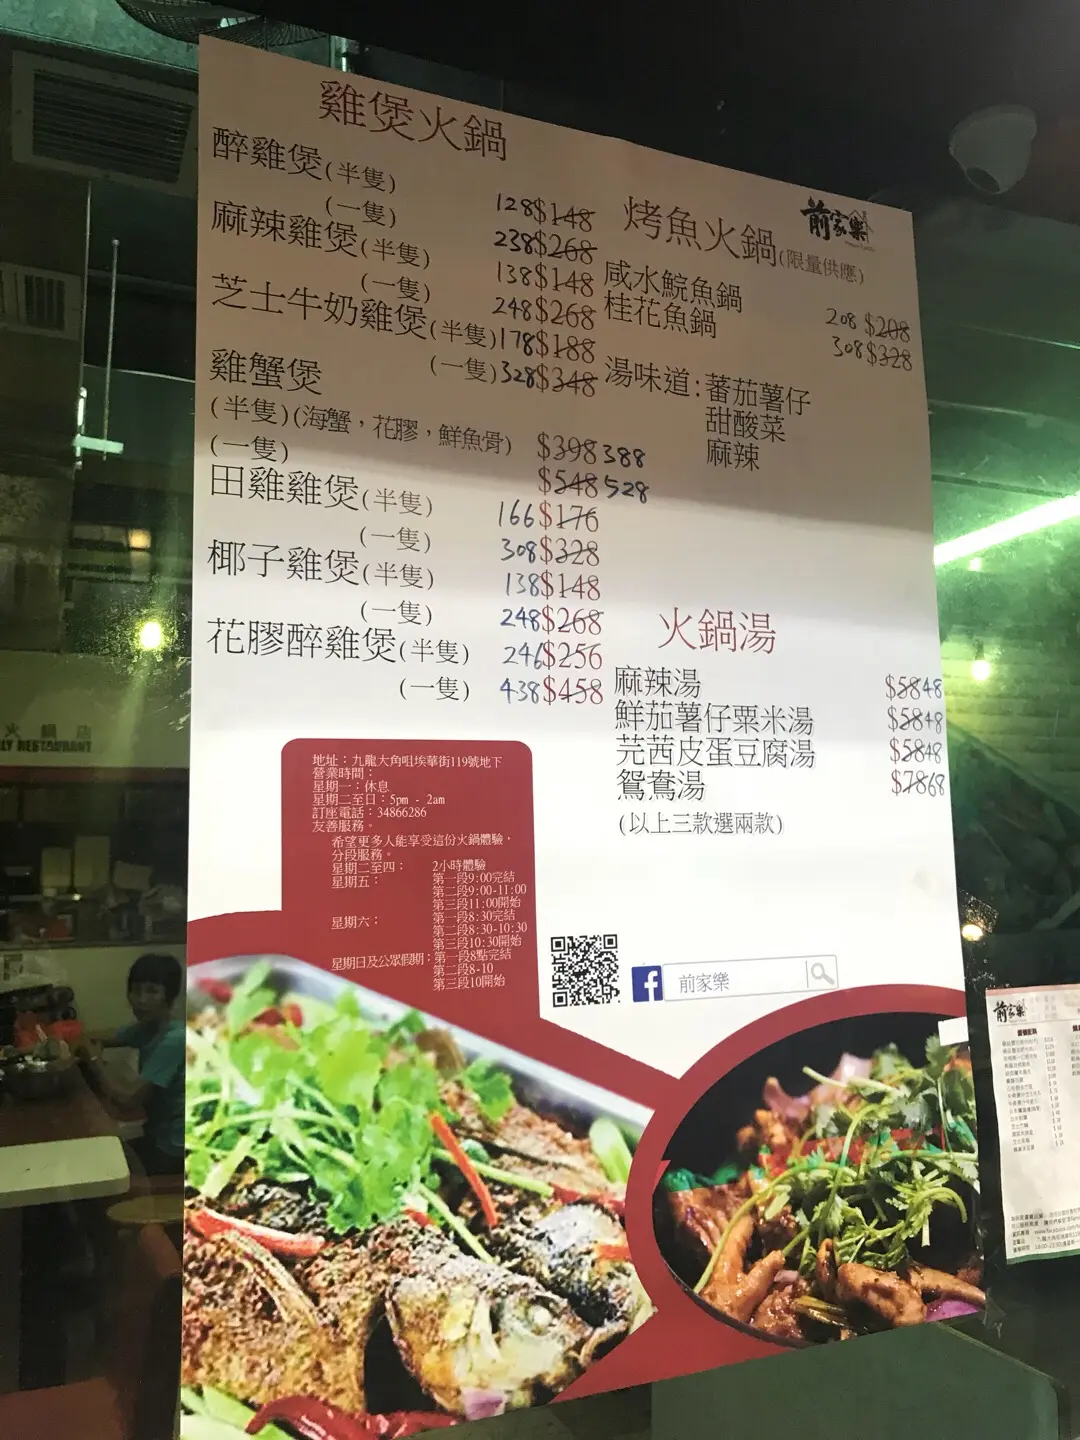 雞煲火鍋
醉雞煲(半隻) 128 $148
(一隻) 238 $268
麻辣雞煲(半隻) 138 $148
(一隻) 248 $268
芝士牛奶雞煲(半隻) 178 $188
(一隻) 328 $348
雞蟹煲
(半隻)(海蟹，花膠，鮮魚骨) $398 388
(一隻) $548 528
田雞雞煲(半隻) 166 $176
(一隻) 308 $328
椰子雞煲(半隻) 138 $148
(一隻) 248 $268
花膠醉雞煲(半隻) 246 $256
(一隻) 438 $458
前家樂
烤魚火鍋(限量供應)
咸水鯇魚鍋 208 $208
桂花魚鍋 308 $328
湯味道：蕃茄薯仔
甜酸菜
麻辣
火鍋湯
麻辣湯 $58 48
鮮茄薯仔粟米湯 $58 48
芫茜皮蛋豆腐湯 $58 48
鴛鴦湯 $78 68
(以上三款選兩款)
地址：九龍大角咀埃華街119號地下
營業時間：
星期一：休息
星期二至日：5pm - 2am
訂座電話：34866286
友善服務。
希望更多人能享受這份火鍋體驗，
分段服務。
星期二至四： 2小時體驗
星期五： 第一段9:00完結
第二段9:00-11:00
第三段11:00開始
星期六： 第一段8:30完結
第二段8:30-10:30
第三段10:30開始
星期日及公眾假期：第一段8點完結
第二段8-10
第三段10開始
前家樂
火鍋店
LY RESTAURANT
前家樂